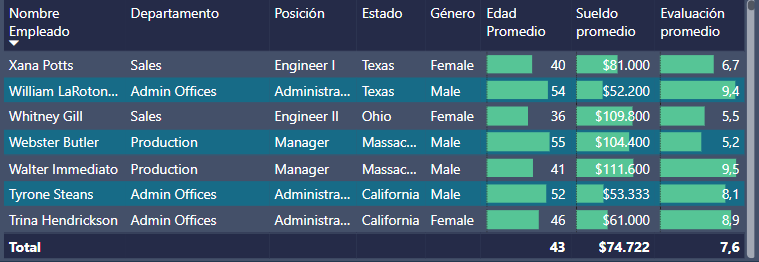 Nombre Empleado Departamento Posición Estado Género Edad Promedio Sueldo promedio Evaluación promedio
Xana Potts Sales Engineer I Texas Female 40 $81.000 6,7
William LaRoton... Admin Offices Administra... Texas Male 54 $52.200 9,4
Whitney Gill Sales Engineer II Ohio Female 36 $109.800 5,5
Webster Butler Production Manager Massac... Male 55 $104.400 5,2
Walter Immediato Production Manager Massac... Male 41 $111.600 9,5
Tyrone Steans Admin Offices Administra... California Male 52 $53.333 8,1
Trina Hendrickson Admin Offices Administra... California Female 46 $61.000 8,9
Total 43 $74.722 7,6